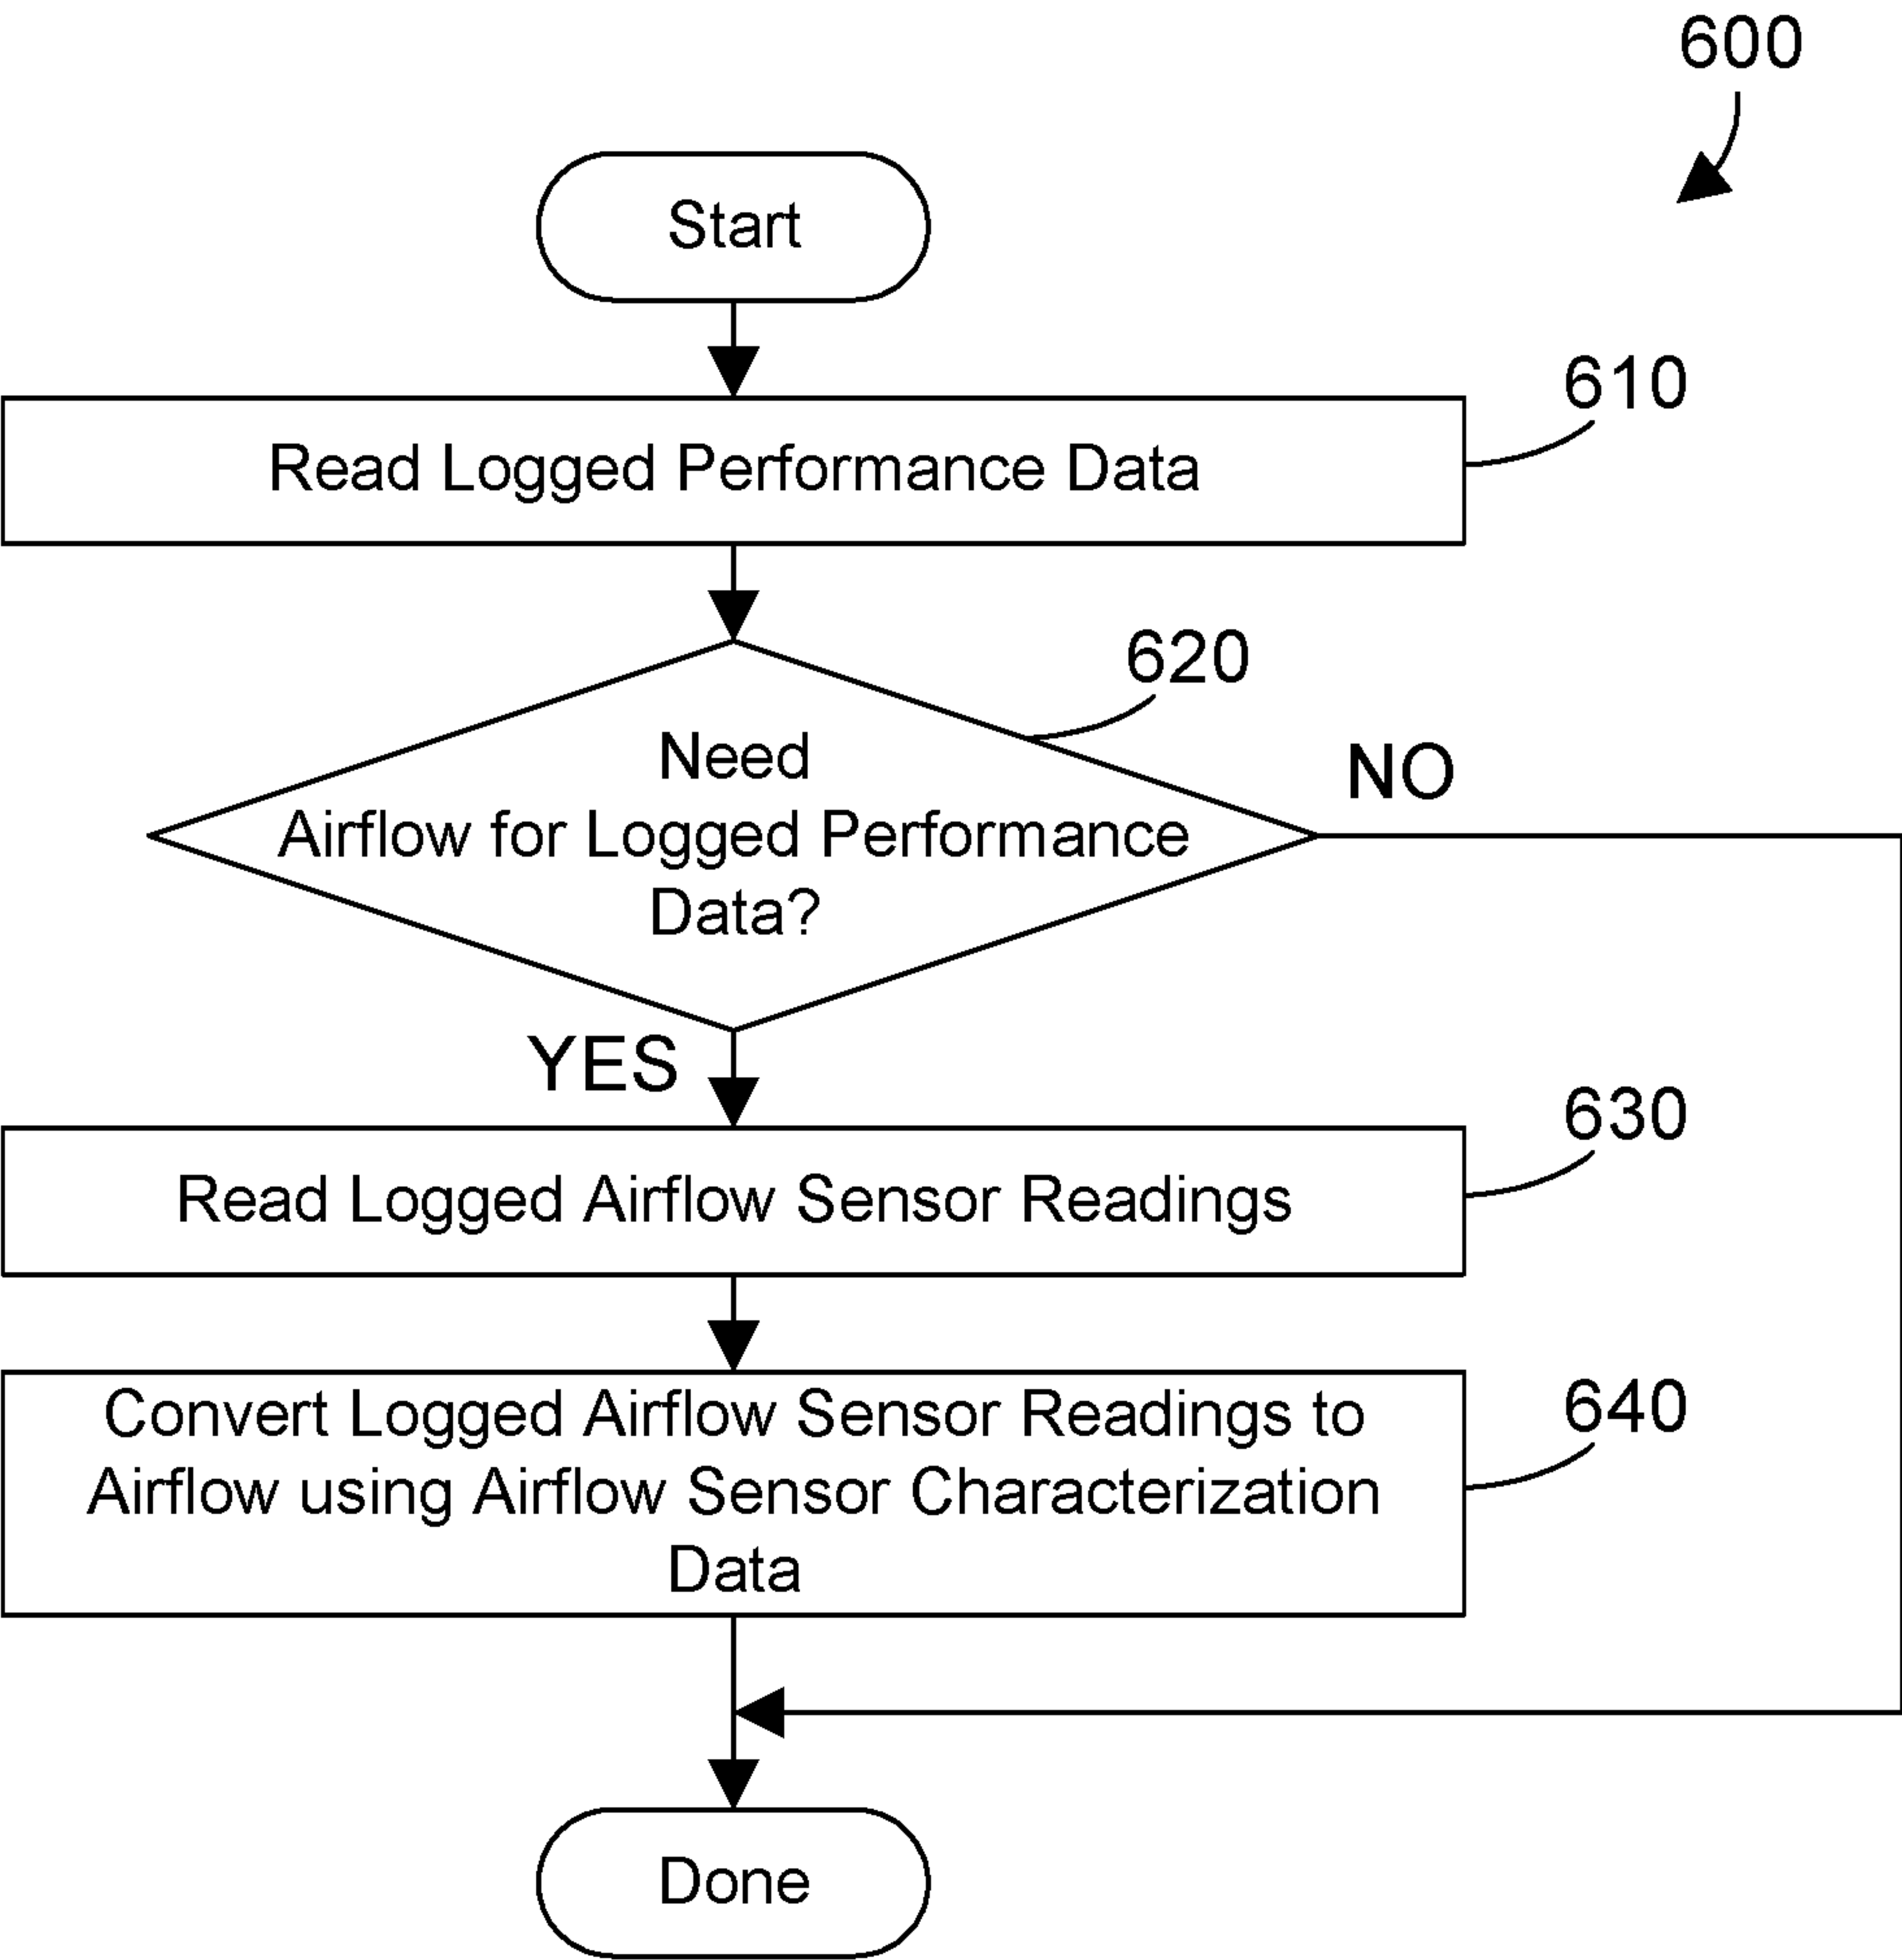 600
Start
610
Read Logged Performance Data
620
Need
Airflow for Logged Performance
Data?
NO
YES
630
Read Logged Airflow Sensor Readings
640
Convert Logged Airflow Sensor Readings to
Airflow using Airflow Sensor Characterization
Data
Done